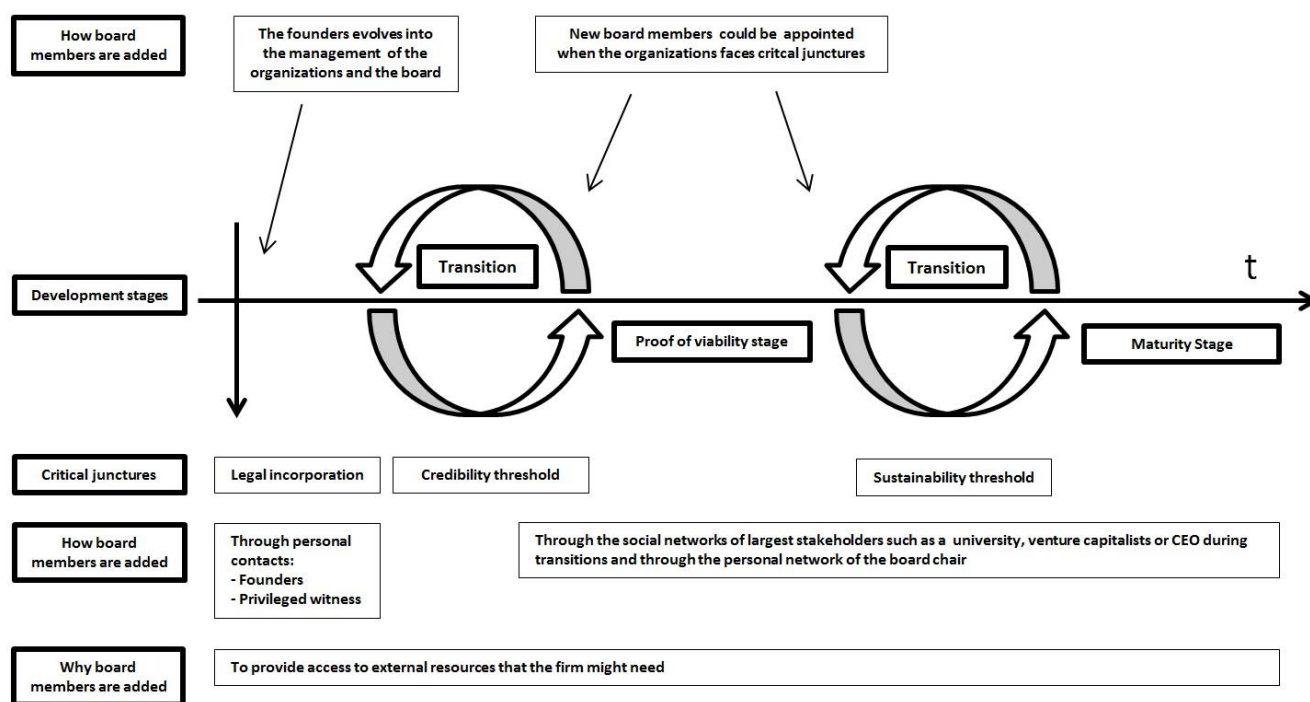 How board
members are added
The founders evolves into
the management of the
organizations and the board
New board members could be appointed
when the organizations faces critcal junctures
Transition
Transition
t
Development stages
Proof of viability stage
Maturity Stage
Critical junctures
Legal incorporation
Credibility threshold
Sustainability threshold
How board
members are added
Through personal
contacts:
- Founders
- Privileged witness
Through the social networks of largest stakeholders such as a university, venture capitalists or CEO during
transitions and through the personal network of the board chair
Why board
members are added
To provide access to external resources that the firm might need